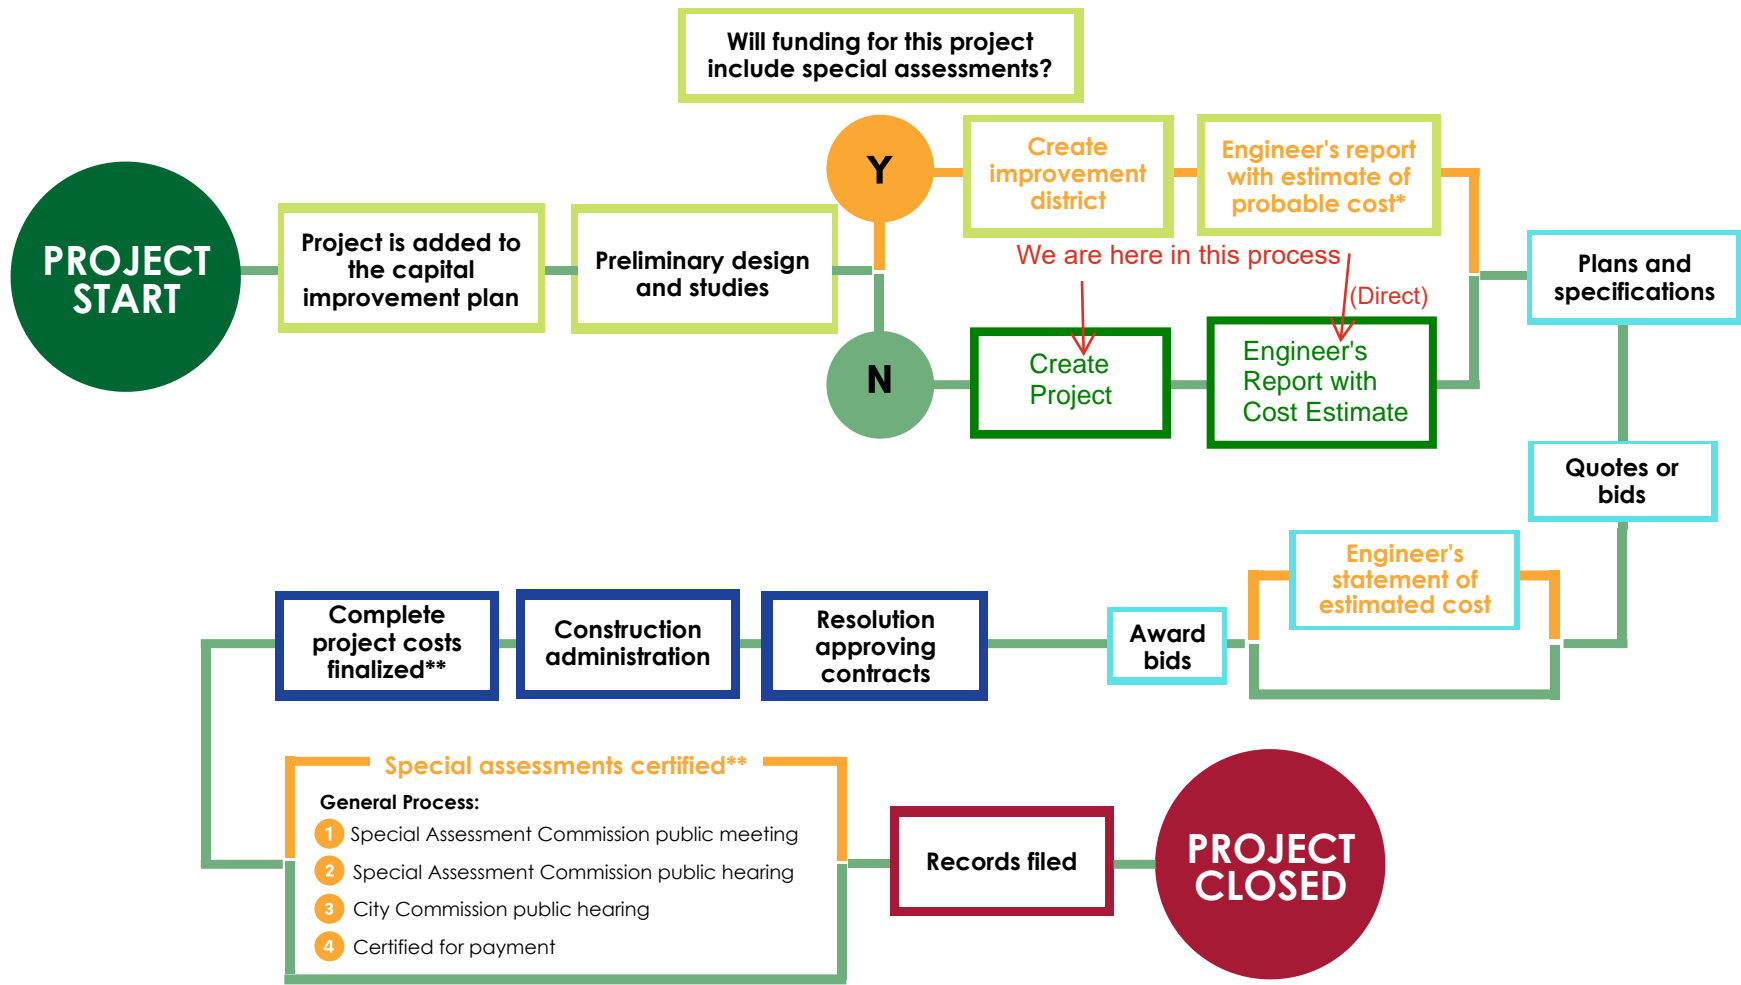 Will funding for this project
include special assessments?
PROJECT
START
Project is added to
the capital
improvement plan
Preliminary design
and studies
Y
Create
improvement
district
Engineer's report
with estimate of
probable cost*
We are here in this process
(Direct)
N
Create
Project
Engineer's
Report with
Cost Estimate
Plans and
specifications
Quotes or
bids
Engineer's
statement of
estimated cost
Award
bids
Resolution
approving
contracts
Construction
administration
Complete
project costs
finalized**
Special assessments certified**
General Process:
1 Special Assessment Commission public meeting
2 Special Assessment Commission public hearing
3 City Commission public hearing
4 Certified for payment
Records filed
PROJECT
CLOSED